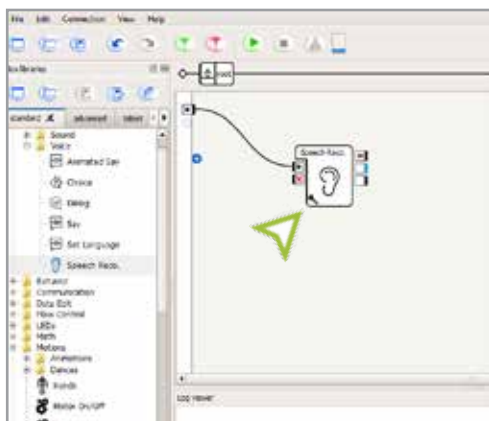 File Edit Connection View Help
box libraries
root
standard advanced
Sound
Voice
Animated Say
Choice
Dialog
Say
Set Language
Speech Reco.
Speech Reco.
Communication
Data Edit
Flow Control
LEDs
Math
Motions
Animations
Dances
Hands
Motor On/Off
Log viewer